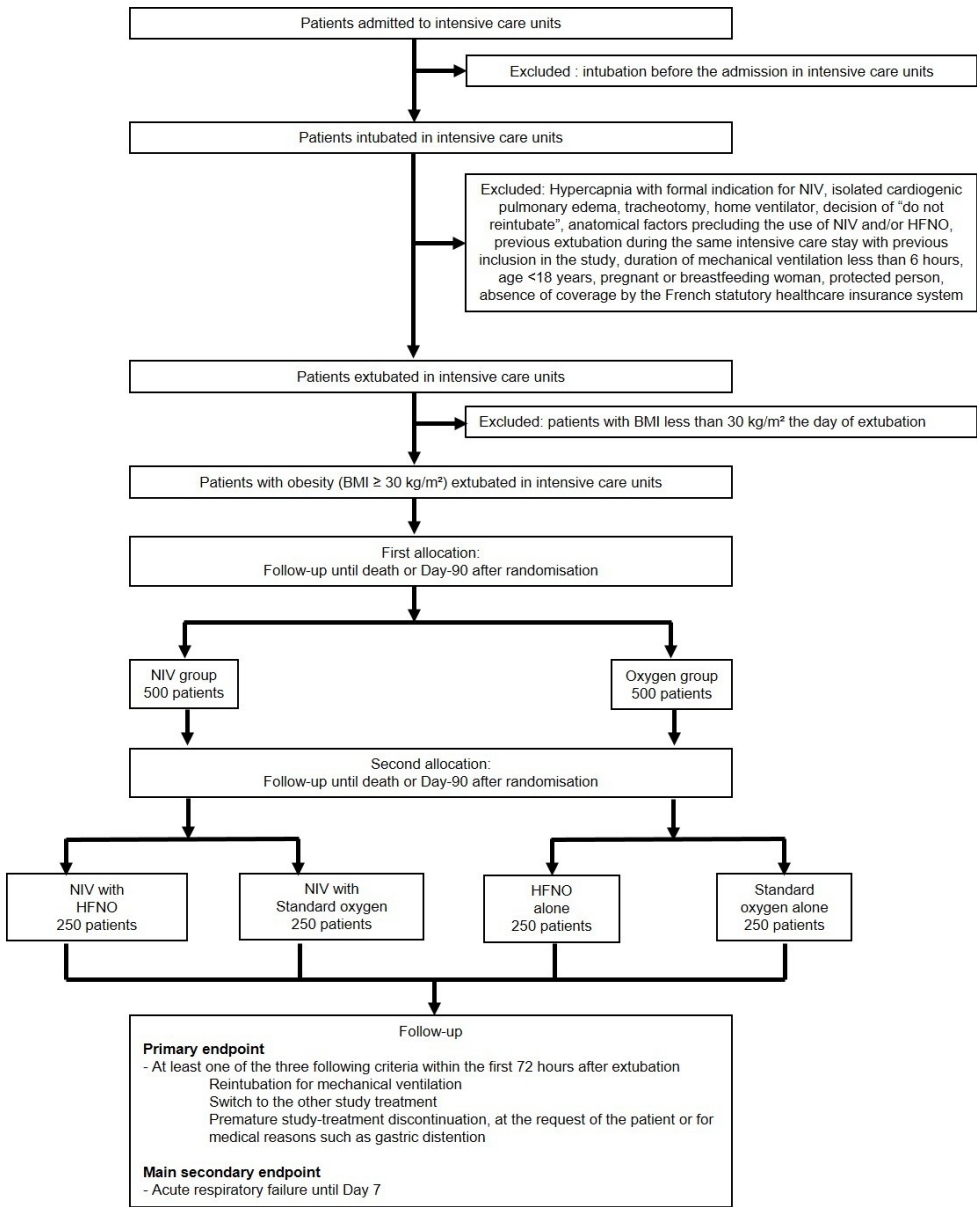 Patients admitted to intensive care units
Excluded : intubation before the admission in intensive care units
Patients intubated in intensive care units
Excluded: Hypercapnia with formal indication for NIV, isolated cardiogenic
pulmonary edema, tracheotomy, home ventilator, decision of “do not
reintubate”, anatomical factors precluding the use of NIV and/or HFNO,
previous extubation during the same intensive care stay with previous
inclusion in the study, duration of mechanical ventilation less than 6 hours,
age <18 years, pregnant or breastfeeding woman, protected person,
absence of coverage by the French statutory healthcare insurance system
Patients extubated in intensive care units
Excluded: patients with BMI less than 30 kg/m² the day of extubation
Patients with obesity (BMI ≥ 30 kg/m²) extubated in intensive care units
First allocation:
Follow-up until death or Day-90 after randomisation
NIV group
500 patients
Oxygen group
500 patients
Second allocation:
Follow-up until death or Day-90 after randomisation
NIV with
HFNO
250 patients
NIV with
Standard oxygen
250 patients
HFNO
alone
250 patients
Standard
oxygen alone
250 patients
Follow-up
Primary endpoint
- At least one of the three following criteria within the first 72 hours after extubation
Reintubation for mechanical ventilation
Switch to the other study treatment
Premature study-treatment discontinuation, at the request of the patient or for
medical reasons such as gastric distention
Main secondary endpoint
- Acute respiratory failure until Day 7